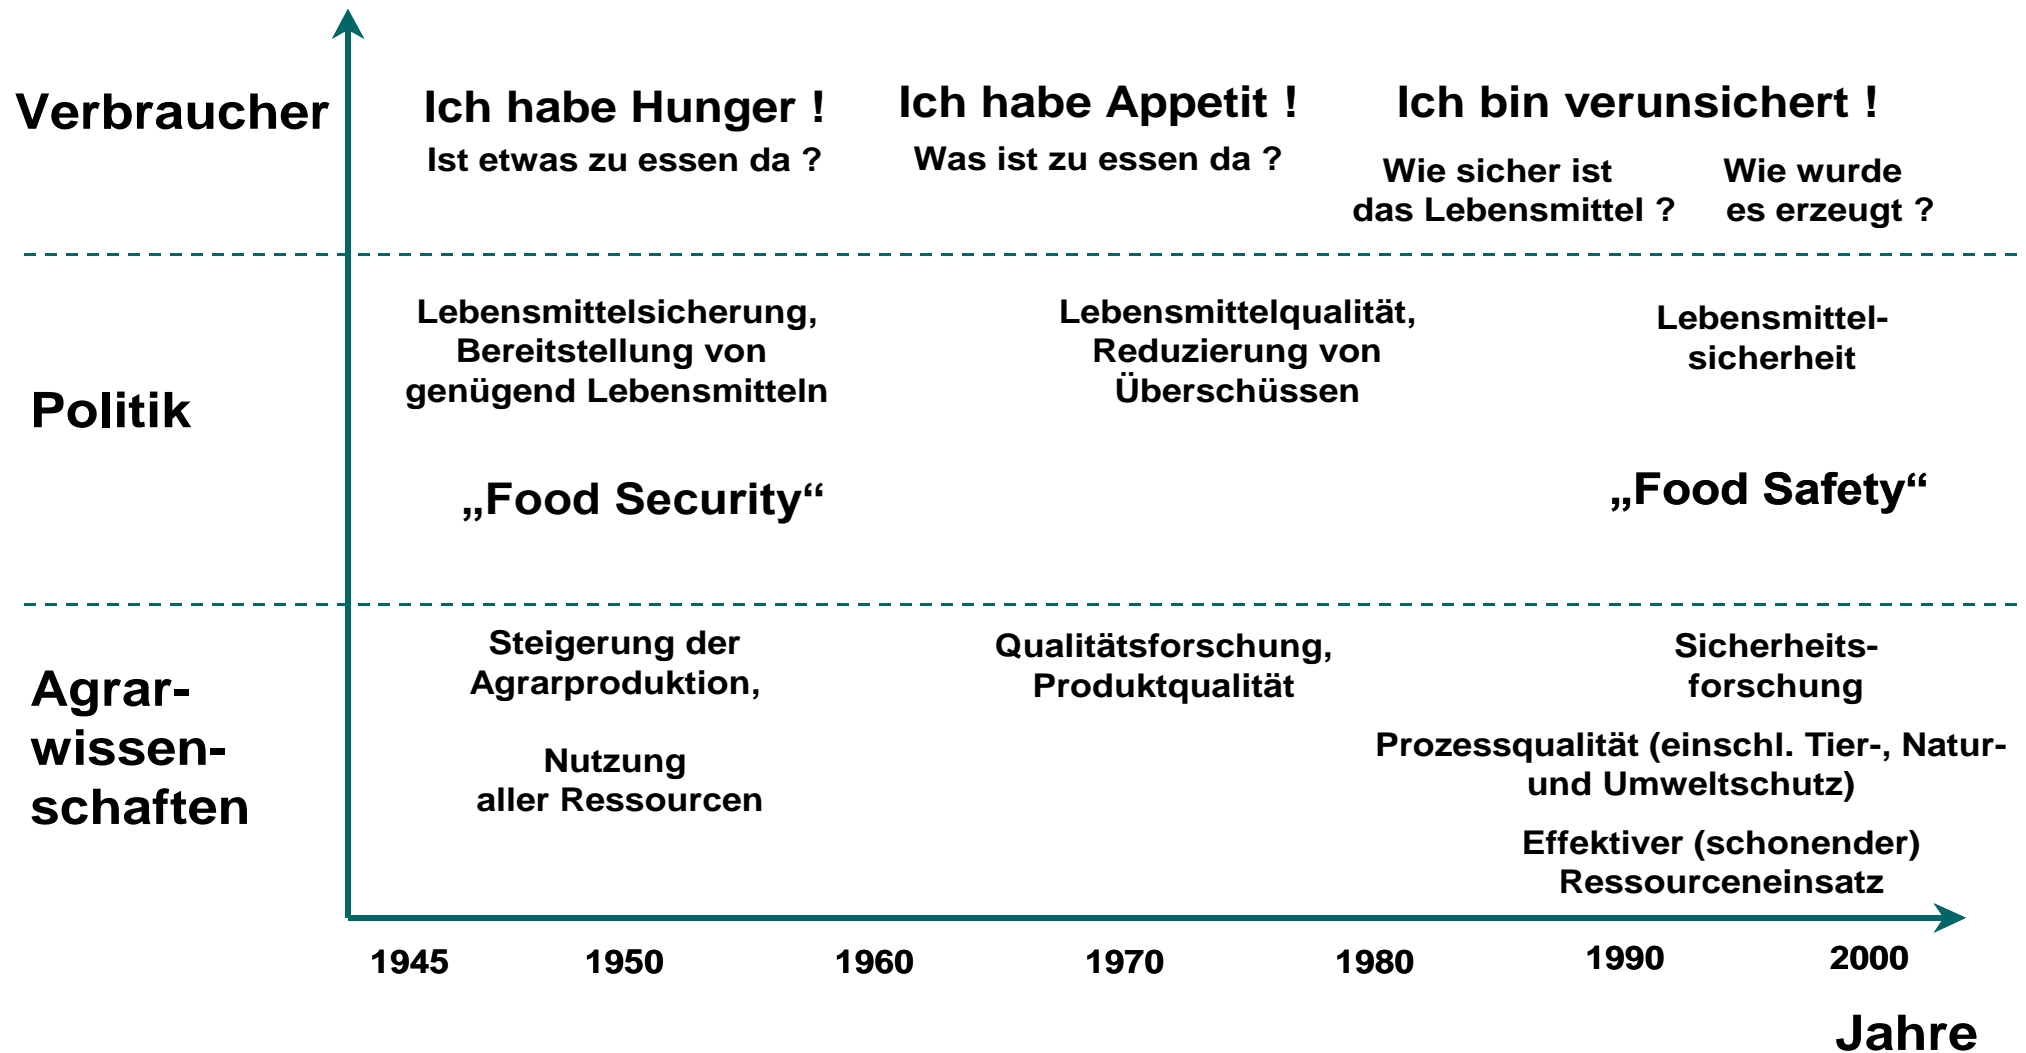 Verbraucher
Ich habe Hunger !
Ist etwas zu essen da ?
Ich habe Appetit !
Was ist zu essen da ?
Ich bin verunsichert !
Wie sicher ist
das Lebensmittel ?
Wie wurde
es erzeugt ?
Politik
Lebensmittelsicherung,
Bereitstellung von
genügend Lebensmitteln
„Food Security“
Lebensmittelqualität,
Reduzierung von
Überschüssen
Lebensmittel-
sicherheit
„Food Safety“
Agrar-
wissen-
schaften
Steigerung der
Agrarproduktion,
Nutzung
aller Ressourcen
Qualitätsforschung,
Produktqualität
Sicherheits-
forschung
Prozessqualität (einschl. Tier-, Natur-
und Umweltschutz)
Effektiver (schonender)
Ressourceneinsatz
1945 1950 1960 1970 1980 1990 2000
Jahre